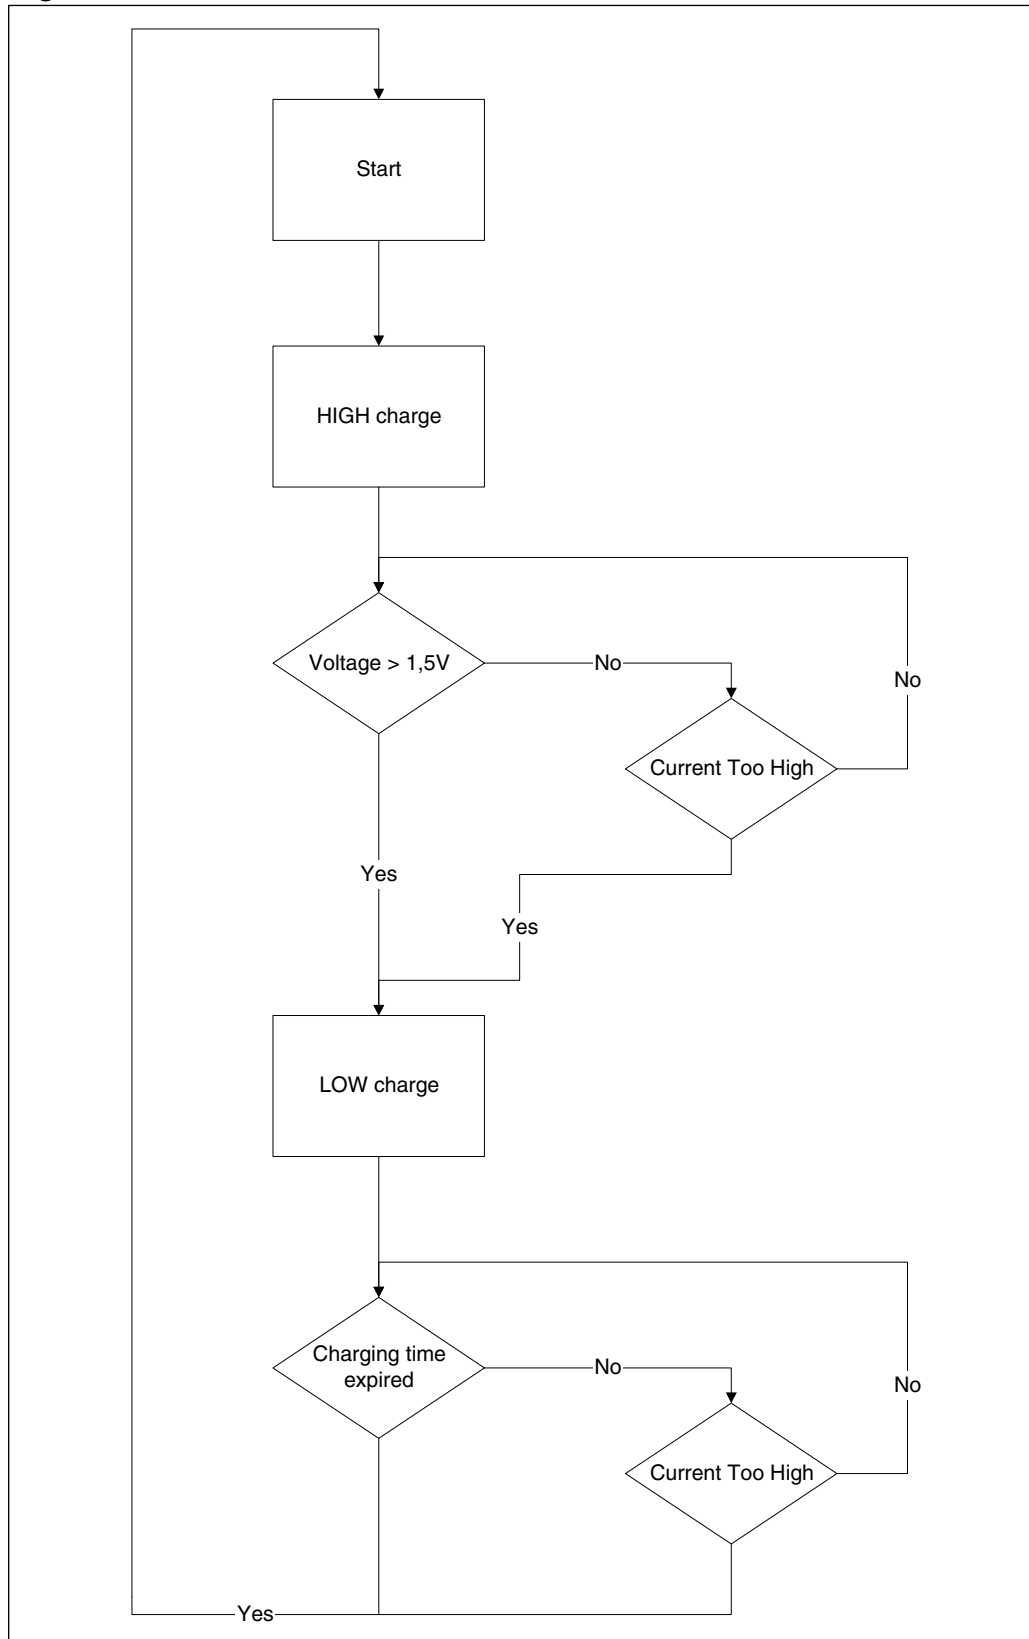 Start
HIGH charge
Voltage > 1,5V
No
No
Current Too High
Yes
Yes
LOW charge
Charging time
expired
No
No
Current Too High
Yes